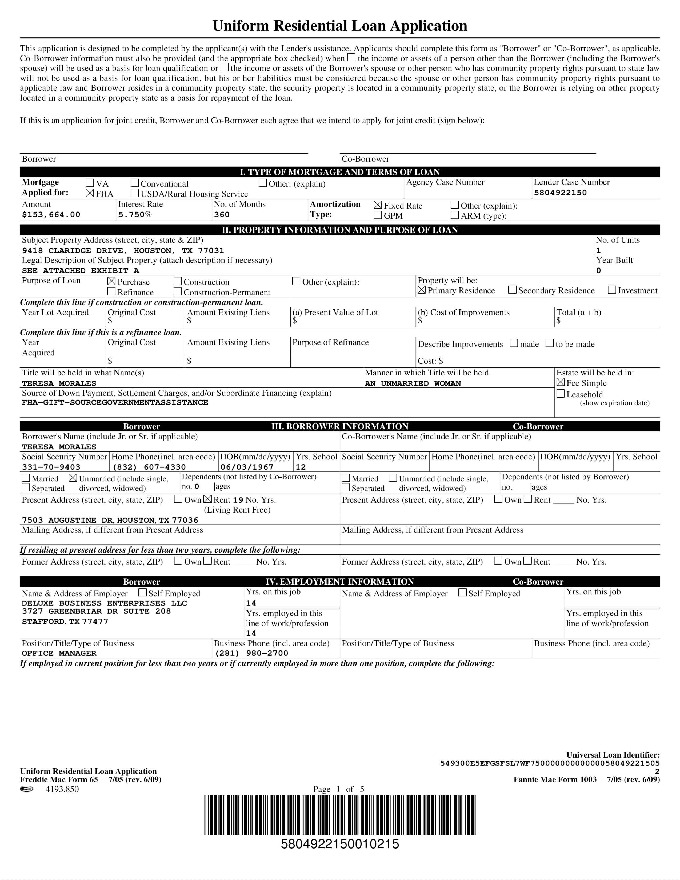 Uniform Residential Loan Application
This application is designed to be completed by the applicant(s) with the Lender's assistance. Applicants should complete this form as "Borrower" or "Co-Borrower", as applicable.
Co-Borrower information must also be provided (and the appropriate box checked) when ☐ the income or assets of a person other than the Borrower (including the Borrower's
spouse) will be used as a basis for loan qualification or ☐ the income or assets of the Borrower's spouse or other person who has community property rights pursuant to state law
will not be used as a basis for loan qualification, but his or her liabilities must be considered because the spouse or other person has community property rights pursuant to
applicable law and Borrower resides in a community property state, the security property is located in a community property state, or the Borrower is relying on other property
located in a community property state as a basis for repayment of the loan.
If this is an application for joint credit, Borrower and Co-Borrower each agree that we intend to apply for joint credit (sign below):
Borrower Co-Borrower
I. TYPE OF MORTGAGE AND TERMS OF LOAN
Mortgage ☐ VA ☐ Conventional ☐ Other: (explain) Agency Case Number Lender Case Number
Applied for: ☒ FHA ☐ USDA/Rural Housing Service 5804922150
Amount Interest Rate No. of Months Amortization ☒ Fixed Rate ☐ Other (explain):
$153,664.00 5.750% 360 Type: ☐ GPM ☐ ARM (type):
II. PROPERTY INFORMATION AND PURPOSE OF LOAN
Subject Property Address (street, city, state & ZIP) No. of Units
9418 CLARIDGE DRIVE, HOUSTON, TX 77031 1
Legal Description of Subject Property (attach description if necessary) Year Built
SEE ATTACHED EXHIBIT A 0
Purpose of Loan ☒ Purchase ☐ Construction ☐ Other (explain): Property will be:
☐ Refinance ☐ Construction-Permanent ☒ Primary Residence ☐ Secondary Residence ☐ Investment
Complete this line if construction or construction-permanent loan.
Year Lot Acquired Original Cost Amount Existing Liens (a) Present Value of Lot (b) Cost of Improvements Total (a + b)
$ $ $ $ $
Complete this line if this is a refinance loan.
Year Original Cost Amount Existing Liens Purpose of Refinance Describe Improvements ☐ made ☐ to be made
Acquired
$ $ Cost: $
Title will be held in what Name(s) Manner in which Title will be held Estate will be held in:
TERESA MORALES AN UNMARRIED WOMAN ☒ Fee Simple
Source of Down Payment, Settlement Charges, and/or Subordinate Financing (explain) ☐ Leasehold
FHA-GIFT-SOURCEGOVERNMENTASSISTANCE (show expiration date)
Borrower III. BORROWER INFORMATION Co-Borrower
Borrower's Name (include Jr. or Sr. if applicable) Co-Borrower's Name (include Jr. or Sr. if applicable)
TERESA MORALES
Social Security Number Home Phone(incl. area code) DOB(mm/dd/yyyy) Yrs. School Social Security Number Home Phone(incl. area code) DOB(mm/dd/yyyy) Yrs. School
331-70-9403 (832) 607-4330 06/03/1967 12
☐ Married ☒ Unmarried (include single, Dependents (not listed by Co-Borrower) ☐ Married ☐ Unmarried (include single, Dependents (not listed by Borrower)
☐ Separated divorced, widowed) no. 0 ages ☐ Separated divorced, widowed) no. ages
Present Address (street, city, state, ZIP) ☐ Own ☒ Rent 19 No. Yrs. Present Address (street, city, state, ZIP) ☐ Own ☐ Rent ____ No. Yrs.
(Living Rent Free)
7503 AUGUSTINE DR, HOUSTON, TX 77036
Mailing Address, if different from Present Address Mailing Address, if different from Present Address
If residing at present address for less than two years, complete the following:
Former Address (street, city, state, ZIP) ☐ Own ☐ Rent ____ No. Yrs. Former Address (street, city, state, ZIP) ☐ Own ☐ Rent ____ No. Yrs.
Borrower IV. EMPLOYMENT INFORMATION Co-Borrower
Name & Address of Employer ☐ Self Employed Yrs. on this job Name & Address of Employer ☐ Self Employed Yrs. on this job
DELUXE BUSINESS ENTERPRISES LLC 14
3727 GREENBRIAR DR SUITE 208 Yrs. employed in this Yrs. employed in this
STAFFORD, TX 77477 line of work/profession line of work/profession
14
Position/Title/Type of Business Business Phone (incl. area code) Position/Title/Type of Business Business Phone (incl. area code)
OFFICE MANAGER (281) 980-2700
If employed in current position for less than two years or if currently employed in more than one position, complete the following:
Universal Loan Identifier:
2
Uniform Residential Loan Application
Freddie Mac Form 65 7/05 (rev. 6/09) Fannie Mae Form 1003 7/05 (rev. 6/09)
4193.850 Page 1 of 5
5804922150010215